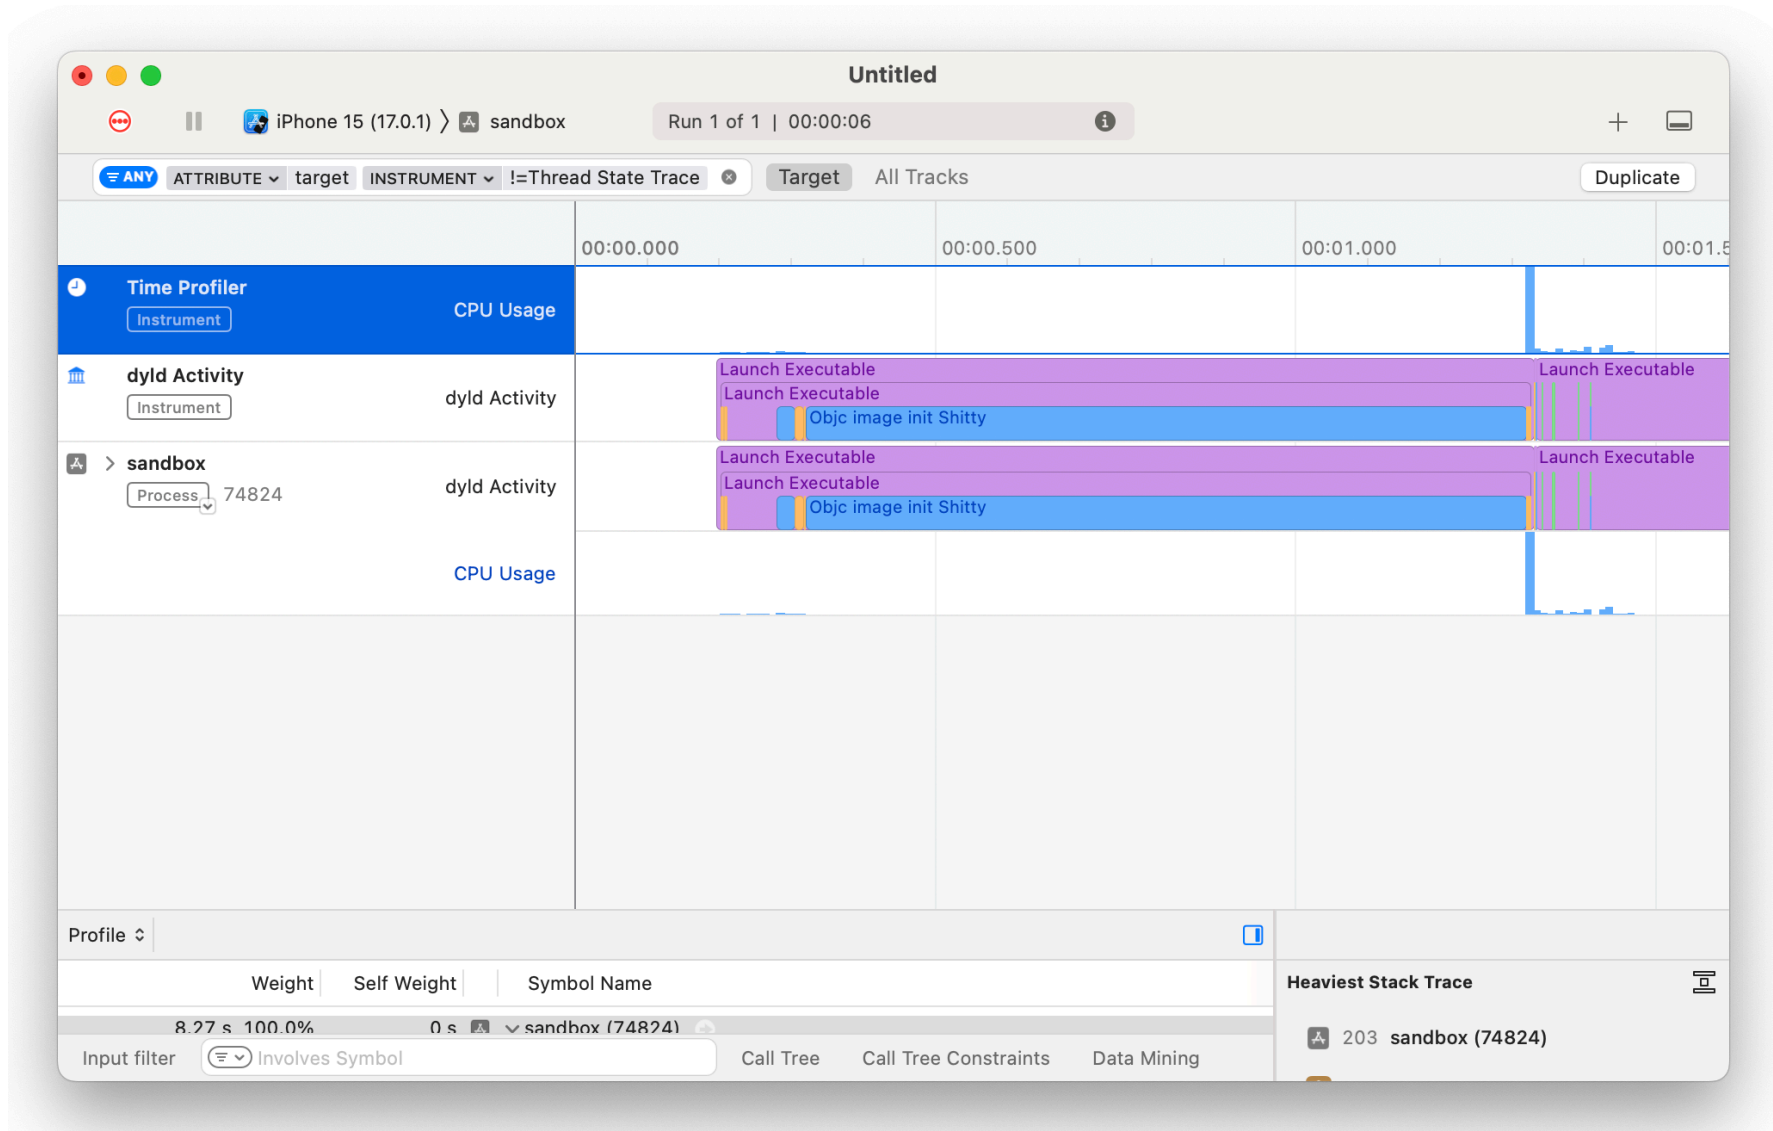 Untitled
iPhone 15 (17.0.1) 〉 sandbox
Run 1 of 1 | 00:00:06
ANY ATTRIBUTE target INSTRUMENT !=Thread State Trace Target All Tracks Duplicate
00:00.000 00:00.500 00:01.000 00:01.5
Time Profiler
Instrument
CPU Usage
dyld Activity
Instrument
dyld Activity
Launch Executable Launch Executable
Launch Executable
Objc image init Shitty
sandbox
Process 74824
dyld Activity
Launch Executable Launch Executable
Launch Executable
Objc image init Shitty
CPU Usage
Profile
Weight Self Weight Symbol Name
8.27 s 100.0% 0 s sandbox (74824)
Input filter Involves Symbol Call Tree Call Tree Constraints Data Mining
Heaviest Stack Trace
203 sandbox (74824)